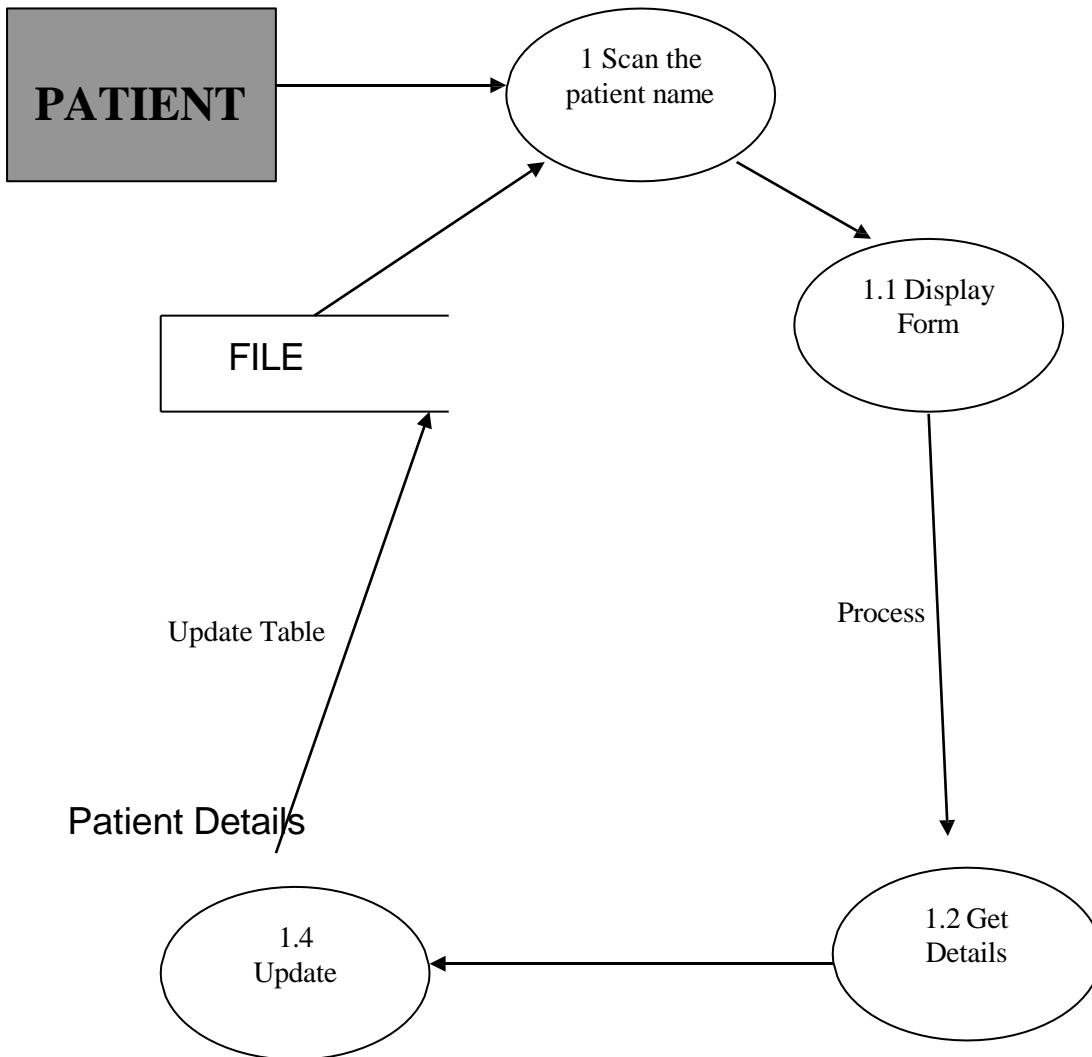 1 Scan the
patient name
PATIENT
1.1 Display
Form
FILE
Process
Update Table
Patient Details
1.2 Get
Details
1.4
Update